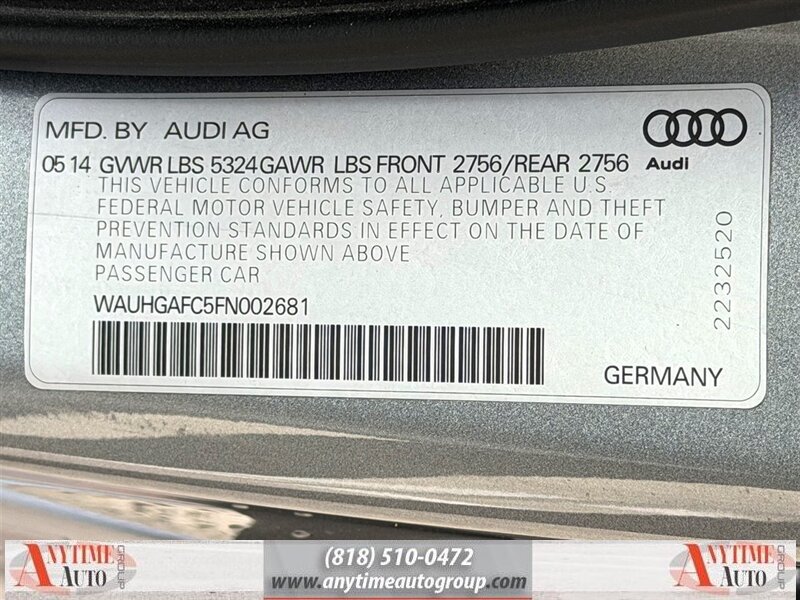 MFD. BY AUDI AG
Audi
05 14 GVWR LBS 5324 GAWR LBS FRONT 2756/REAR 2756
THIS VEHICLE CONFORMS TO ALL APPLICABLE U.S.
FEDERAL MOTOR VEHICLE SAFETY, BUMPER AND THEFT
PREVENTION STANDARDS IN EFFECT ON THE DATE OF
MANUFACTURE SHOWN ABOVE
PASSENGER CAR
WAUHGAFC5FN002681
2232520
GERMANY
ANYTIME
AUTO
GROUP
(818) 510-0472
www.anytimeautogroup.com
ANYTIME
AUTO
GROUP